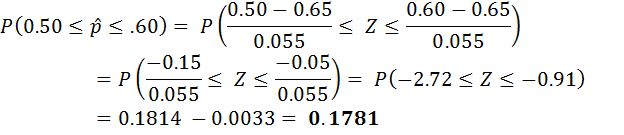 P(0.50 ≤ p̂ ≤ .60) = P((0.50 − 0.65)/0.055 ≤ Z ≤ (0.60 − 0.65)/0.055)
= P((−0.15)/0.055 ≤ Z ≤ (−0.05)/0.055) = P(−2.72 ≤ Z ≤ −0.91)
= 0.1814 − 0.0033 = 0.1781